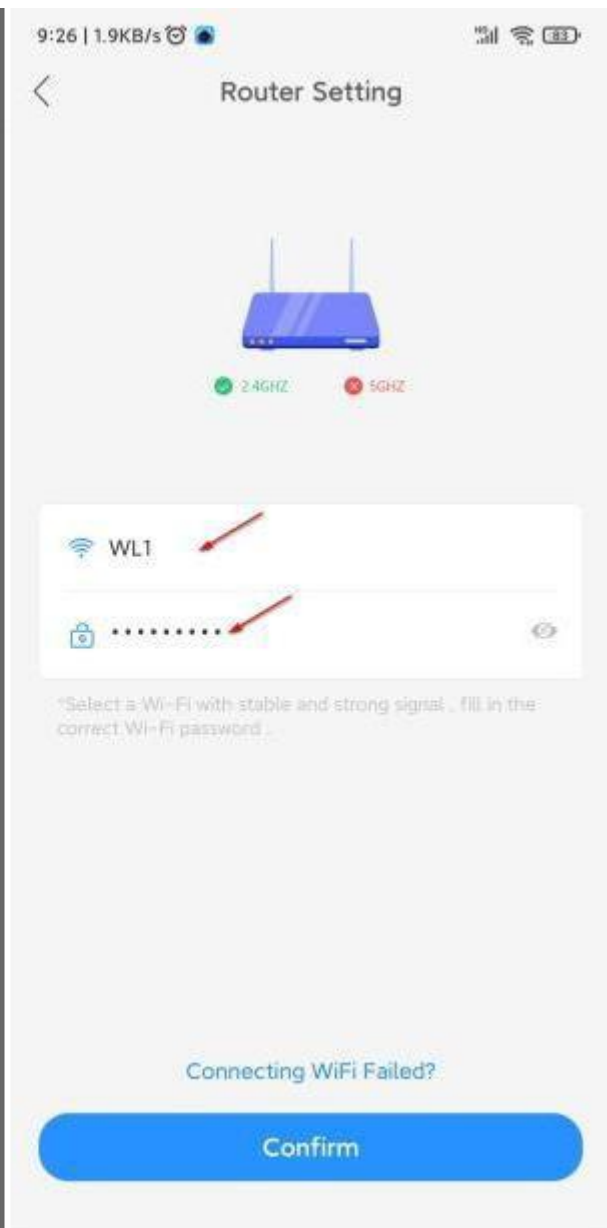 9:26 | 1.9KB/s
83
Router Setting
2.4GHZ
5GHZ
WL1
•••••••••
*Select a Wi-Fi with stable and strong signal , fill in the
correct Wi-Fi password .
Connecting WiFi Failed?
Confirm